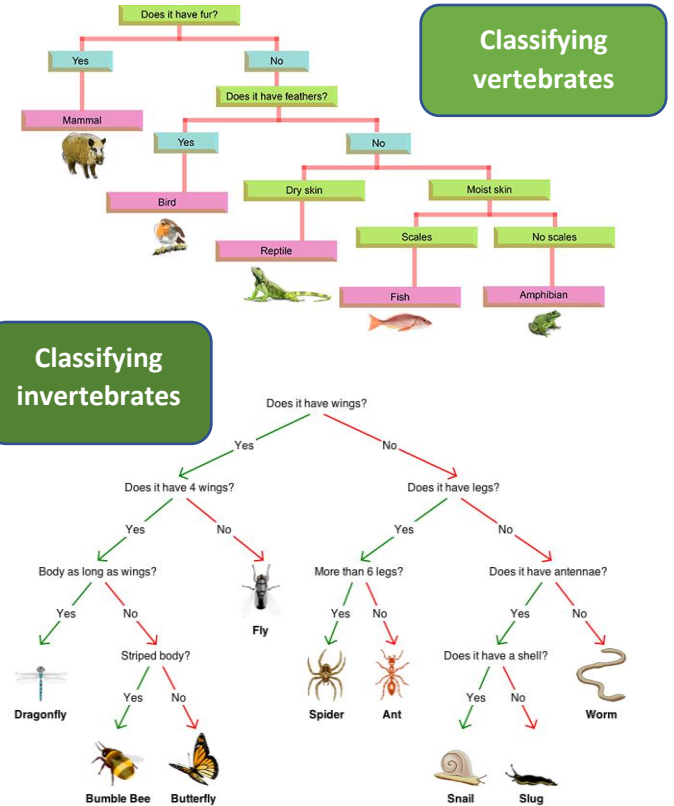 Does it have fur?
Classifying
vertebrates
Yes
No
Does it have feathers?
Mammal
Yes
No
Bird
Dry skin
Moist skin
Scales
No scales
Reptile
Fish
Amphibian
Classifying
invertebrates
Does it have wings?
Yes
No
Does it have 4 wings?
Does it have legs?
Yes
No
Yes
No
Body as long as wings?
More than 6 legs?
Does it have antennae?
Yes
No
Fly
Yes
No
Yes
No
Striped body?
Does it have a shell?
Dragonfly
Yes
No
Spider
Ant
Yes
No
Worm
Bumble Bee
Butterfly
Snail
Slug